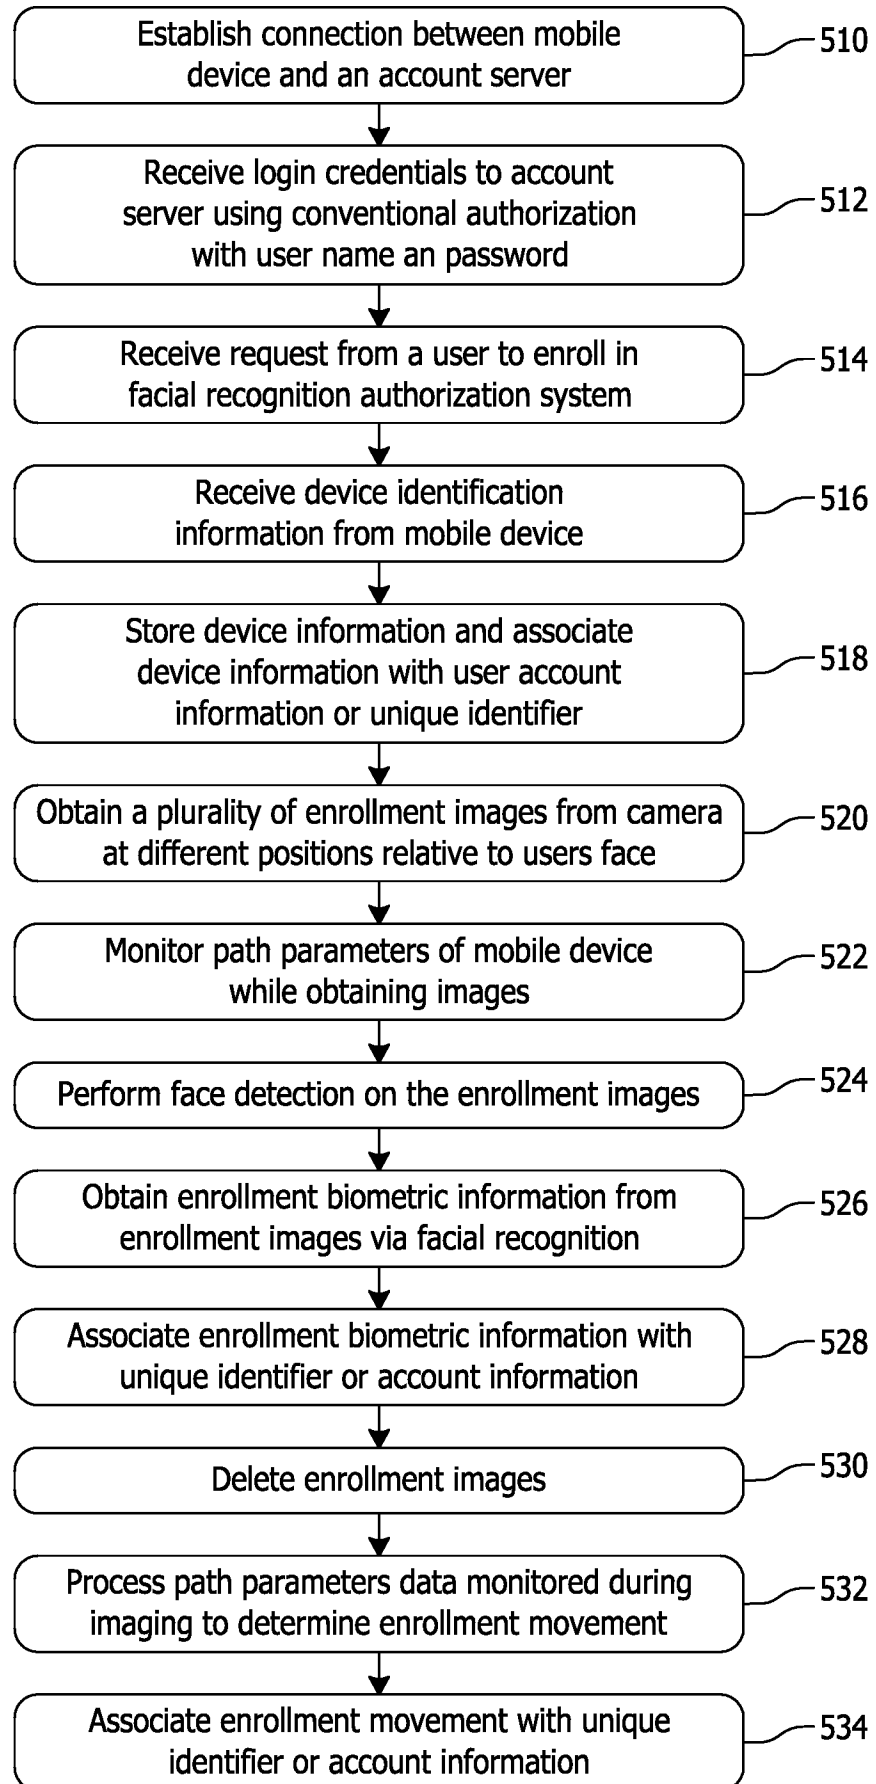 Establish connection between mobile
device and an account server
510
Receive login credentials to account
server using conventional authorization
with user name an password
512
Receive request from a user to enroll in
facial recognition authorization system
514
Receive device identification
information from mobile device
516
Store device information and associate
device information with user account
information or unique identifier
518
Obtain a plurality of enrollment images from camera
at different positions relative to users face
520
Monitor path parameters of mobile device
while obtaining images
522
Perform face detection on the enrollment images
524
Obtain enrollment biometric information from
enrollment images via facial recognition
526
Associate enrollment biometric information with
unique identifier or account information
528
Delete enrollment images
530
Process path parameters data monitored during
imaging to determine enrollment movement
532
Associate enrollment movement with unique
identifier or account information
534